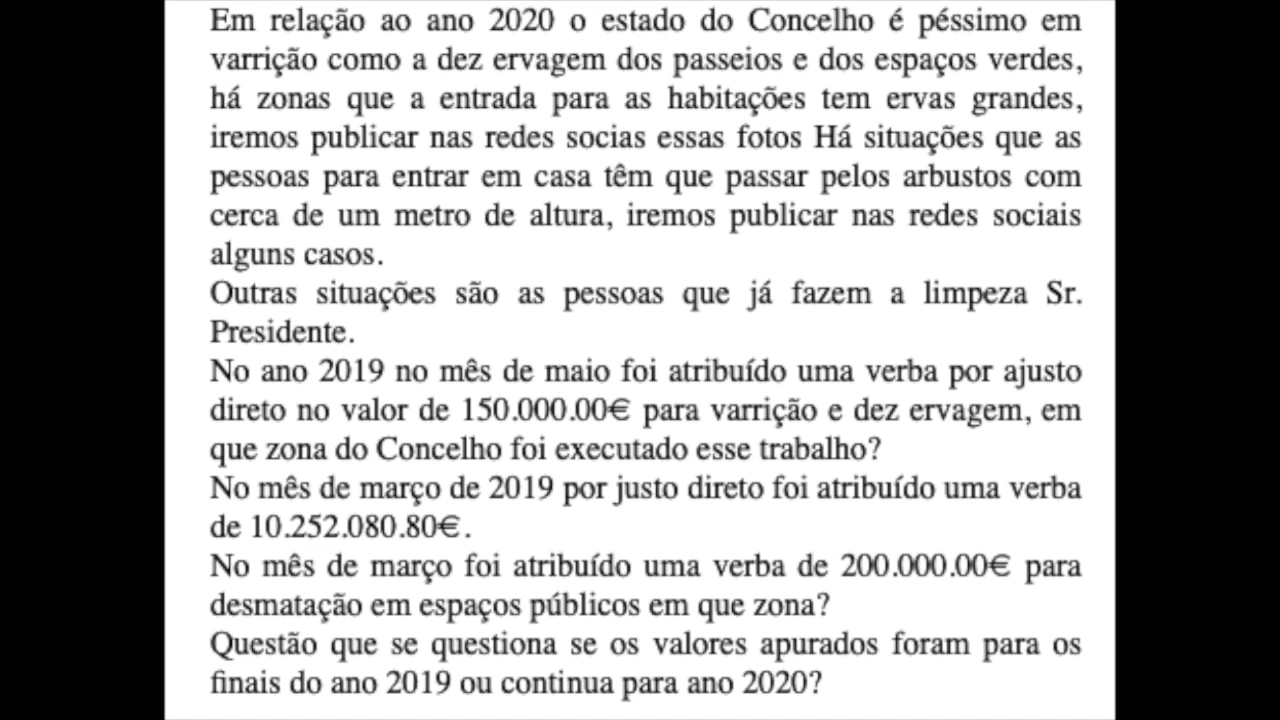 Em relação ao ano 2020 o estado do Concelho é péssimo em
varrição como a dez ervagem dos passeios e dos espaços verdes,
há zonas que a entrada para as habitações tem ervas grandes,
iremos publicar nas redes socias essas fotos Há situações que as
pessoas para entrar em casa têm que passar pelos arbustos com
cerca de um metro de altura, iremos publicar nas redes sociais
alguns casos.
Outras situações são as pessoas que já fazem a limpeza Sr.
Presidente.
No ano 2019 no mês de maio foi atribuído uma verba por ajusto
direto no valor de 150.000.00€ para varrição e dez ervagem, em
que zona do Concelho foi executado esse trabalho?
No mês de março de 2019 por justo direto foi atribuído uma verba
de 10.252.080.80€.
No mês de março foi atribuído uma verba de 200.000.00€ para
desmatação em espaços públicos em que zona?
Questão que se questiona se os valores apurados foram para os
finais do ano 2019 ou continua para ano 2020?